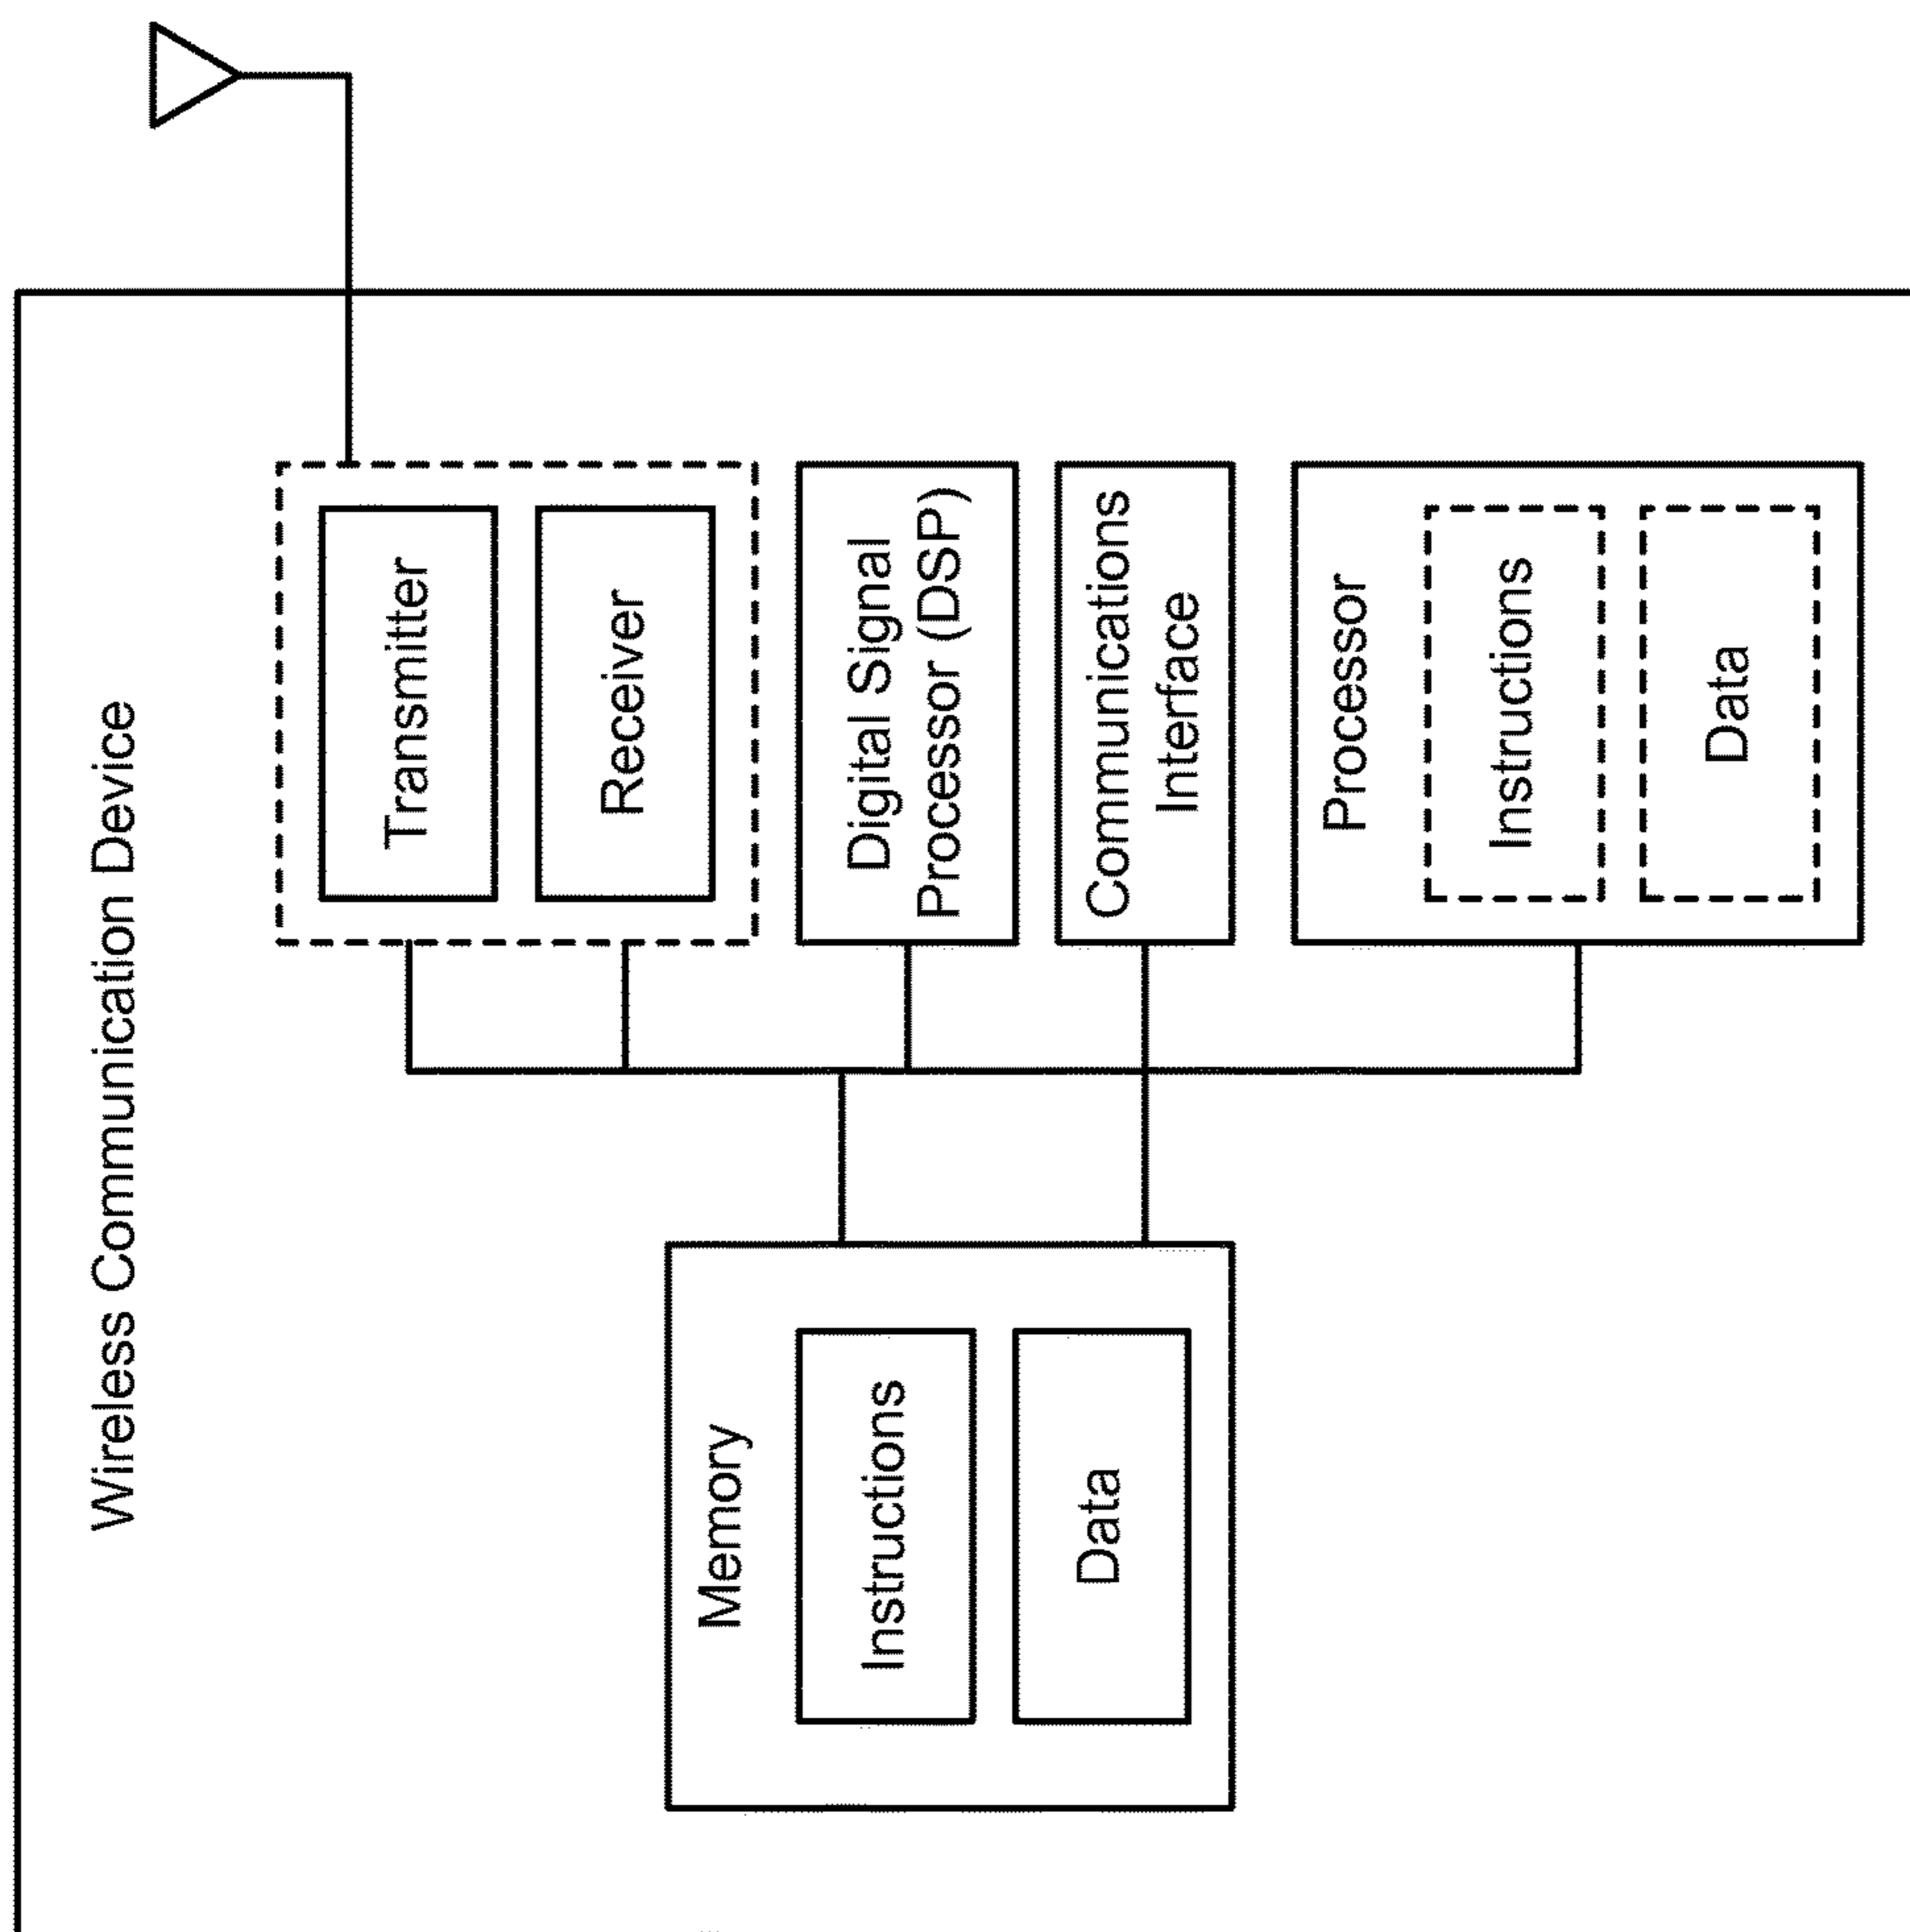 Wireless Communication Device
Memory
Instructions
Data
Transmitter
Receiver
Digital Signal
Processor (DSP)
Communications
Interface
Processor
Instructions
Data